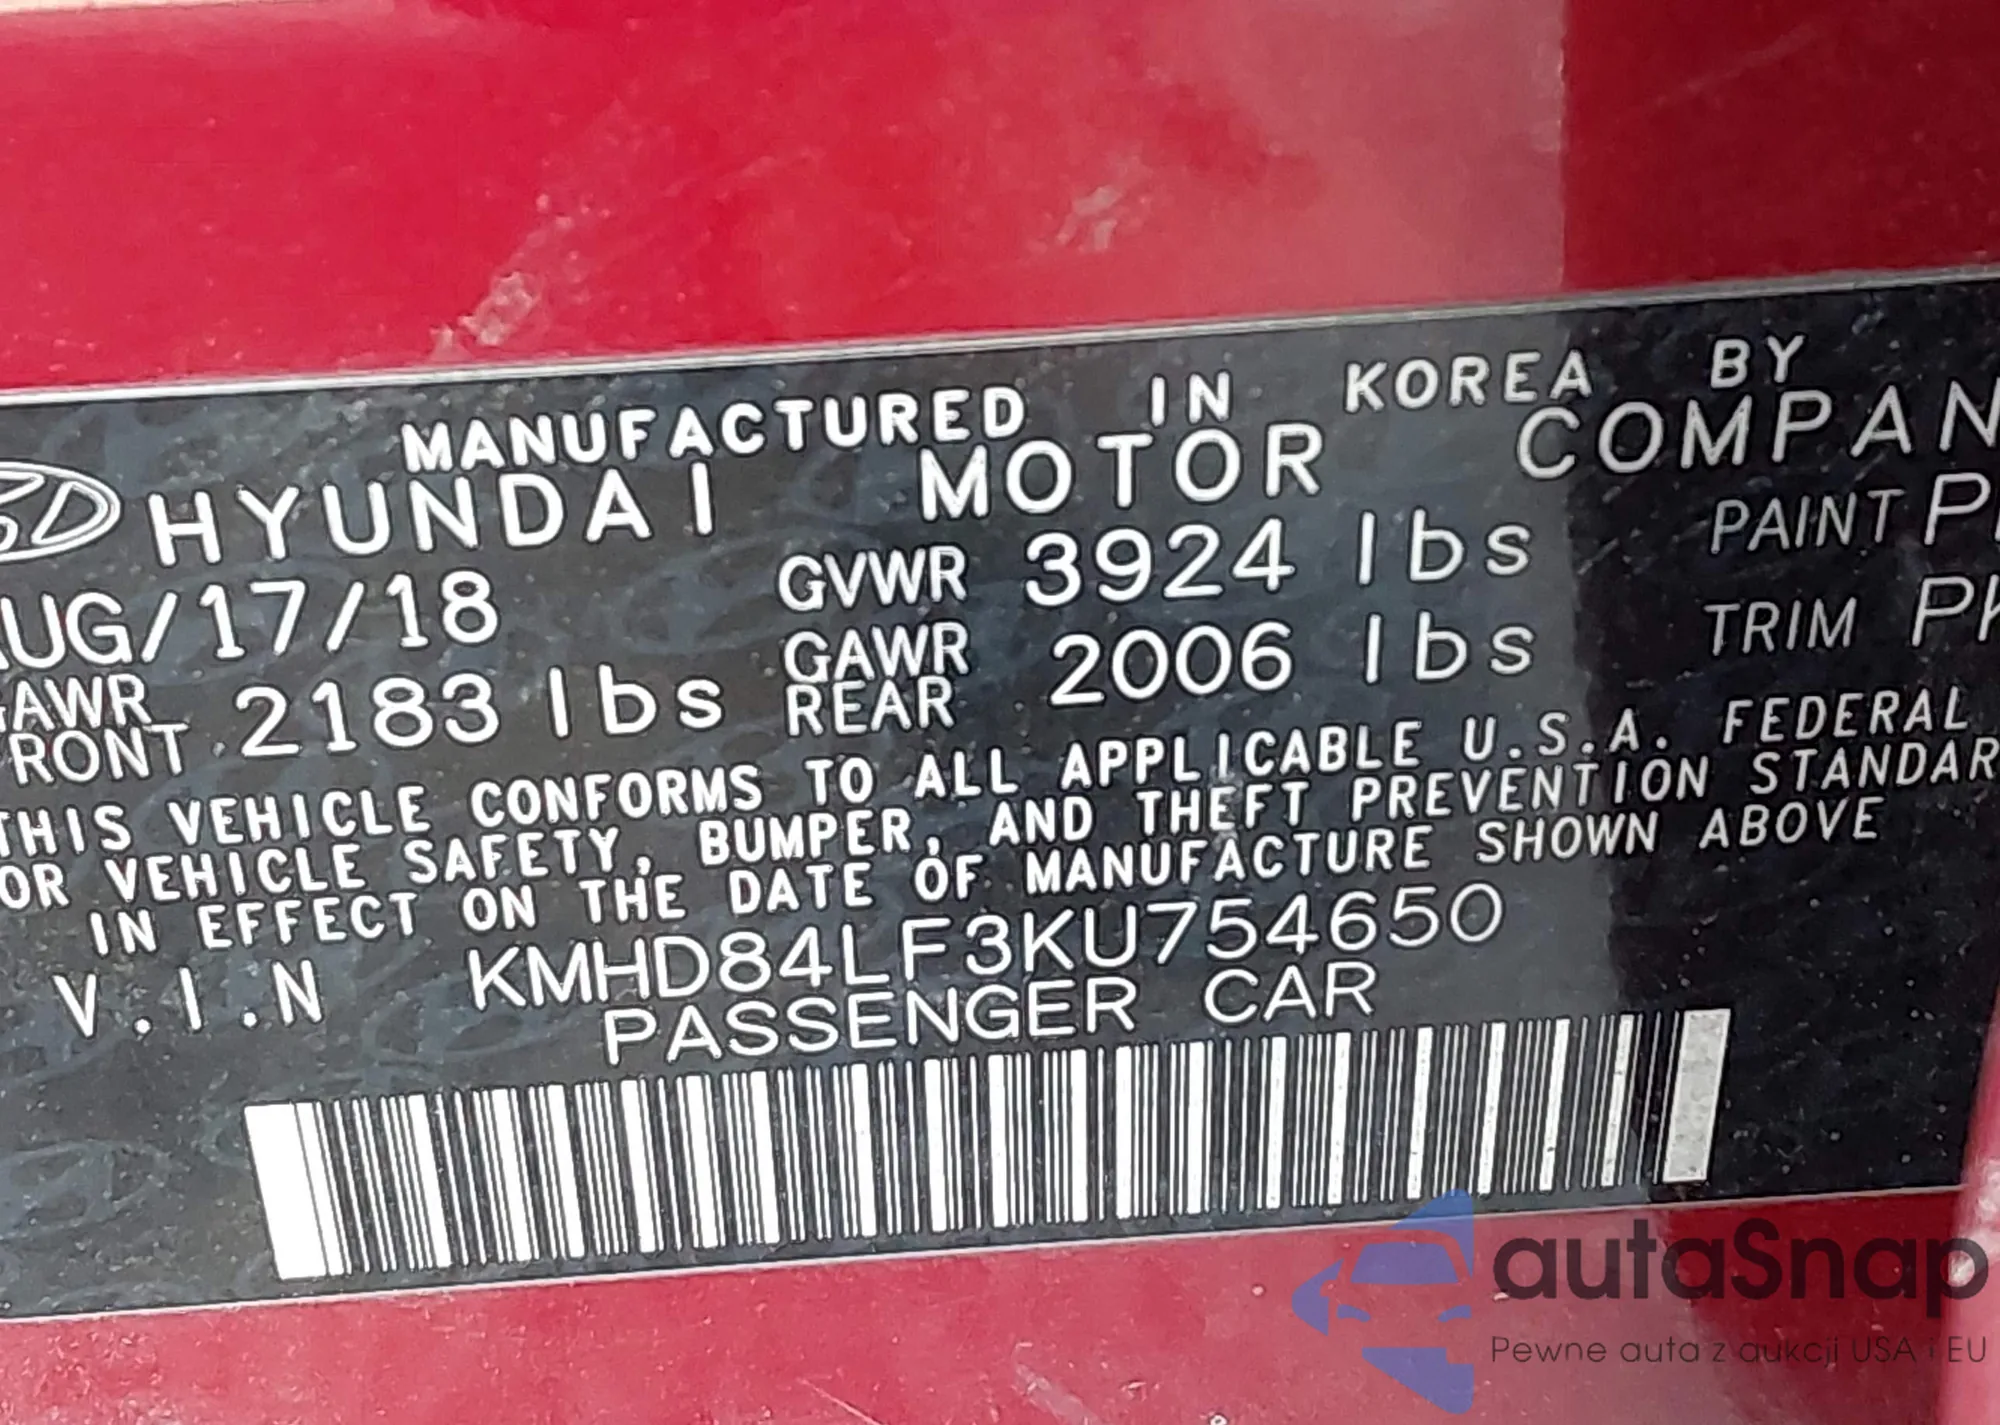 MANUFACTURED IN KOREA BY
HYUNDAI MOTOR COMPAN
UG/17/18 GVWR 3924 lbs PAINT P
GAWR FRONT 2183 lbs GAWR REAR 2006 lbs TRIM PK
THIS VEHICLE CONFORMS TO ALL APPLICABLE U.S.A. FEDERAL
OR VEHICLE SAFETY, BUMPER, AND THEFT PREVENTION STANDAR
IN EFFECT ON THE DATE OF MANUFACTURE SHOWN ABOVE
V.I.N KMHD84LF3KU754650
PASSENGER CAR
autaSnap
Pewne auta z aukcji USA i EU